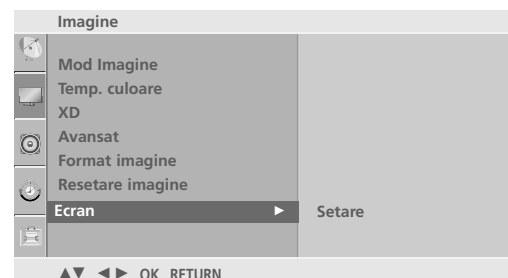 Imagine
Mod Imagine
Temp. culoare
XD
Avansat
Format imagine
Resetare imagine
Ecran ► Setare
▲▼ ◄► OK RETURN